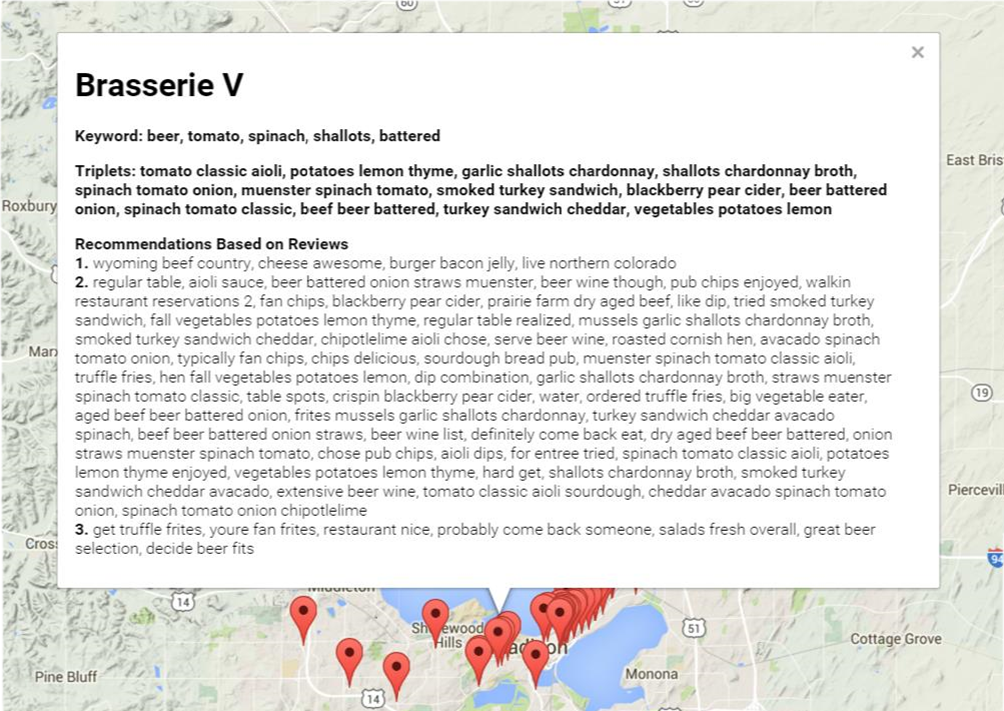 60
Brasserie V
Keyword: beer, tomato, spinach, shallots, battered
Triplets: tomato classic aioli, potatoes lemon thyme, garlic shallots chardonnay, shallots chardonnay broth,
spinach tomato onion, muenster spinach tomato, smoked turkey sandwich, blackberry pear cider, beer battered
onion, spinach tomato classic, beef beer battered, turkey sandwich cheddar, vegetables potatoes lemon
Recommendations Based on Reviews
1. wyoming beef country, cheese awesome, burger bacon jelly, live northern colorado
2. regular table, aioli sauce, beer battered onion straws muenster, beer wine though, pub chips enjoyed, walkin
restaurant reservations 2, fan chips, blackberry pear cider, prairie farm dry aged beef, like dip, tried smoked turkey
sandwich, fall vegetables potatoes lemon thyme, regular table realized, mussels garlic shallots chardonnay broth,
smoked turkey sandwich cheddar, chipotlelime aioli chose, serve beer wine, roasted cornish hen, avacado spinach
tomato onion, typically fan chips, chips delicious, sourdough bread pub, muenster spinach tomato classic aioli,
truffle fries, hen fall vegetables potatoes lemon, dip combination, garlic shallots chardonnay broth, straws muenster
spinach tomato classic, table spots, crispin blackberry pear cider, water, ordered truffle fries, big vegetable eater,
aged beef beer battered onion, frites mussels garlic shallots chardonnay, turkey sandwich cheddar avacado
spinach, beef beer battered onion straws, beer wine list, definitely come back eat, dry aged beef beer battered, onion
straws muenster spinach tomato, chose pub chips, aioli dips, for entree tried, spinach tomato classic aioli, potatoes
lemon thyme enjoyed, vegetables potatoes lemon thyme, hard get, shallots chardonnay broth, smoked turkey
sandwich cheddar avacado, extensive beer wine, tomato classic aioli sourdough, cheddar avacado spinach tomato
onion, spinach tomato onion chipotlelime
3. get truffle frites, youre fan frites, restaurant nice, probably come back someone, salads fresh overall, great beer
selection, decide beer fits
East Bris
Roxbury
Mar
19
Piercevil
Cros
94
Middleton
14
Hills
51
Cottage Grove
Pine Bluff
Monona
14